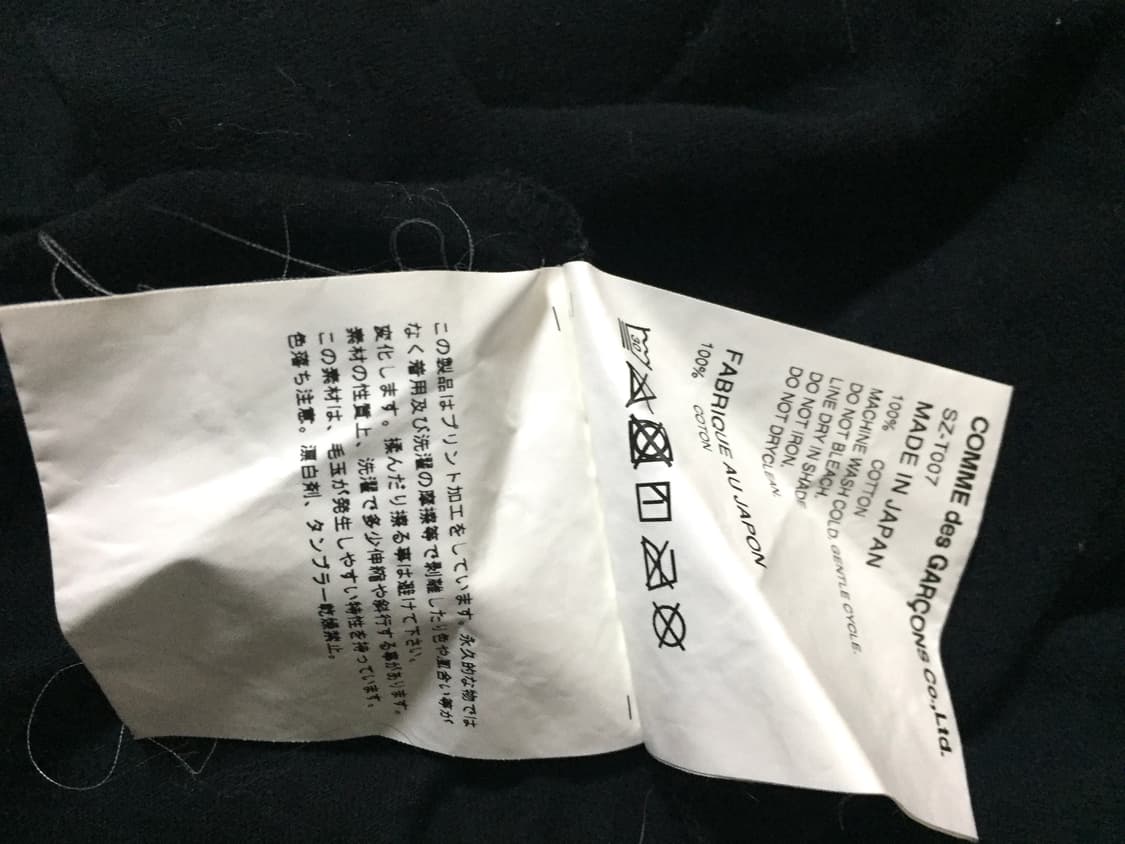 COMME des GARÇONS Co.,Ltd.
SZ-T007
MADE IN JAPAN
100% COTTON
MACHINE WASH COLD, GENTLE CYCLE.
DO NOT BLEACH.
LINE DRY IN SHADE
DO NOT IRON.
DO NOT DRYCLEAN.
FABRIQUE AU JAPON
100% COTON
30
この製品はプリント加工をしています。永久的な物では
なく着用及び洗濯の摩擦等で剥離したり色や風合い等が
変化します。揉んだり擦る事は避けて下さい。
素材の性質上、洗濯で多少伸縮や斜行する事があります。
この素材は、毛玉が発生しやすい特性を持っています。
色落ち注意。漂白剤、タンブラー乾燥禁止。